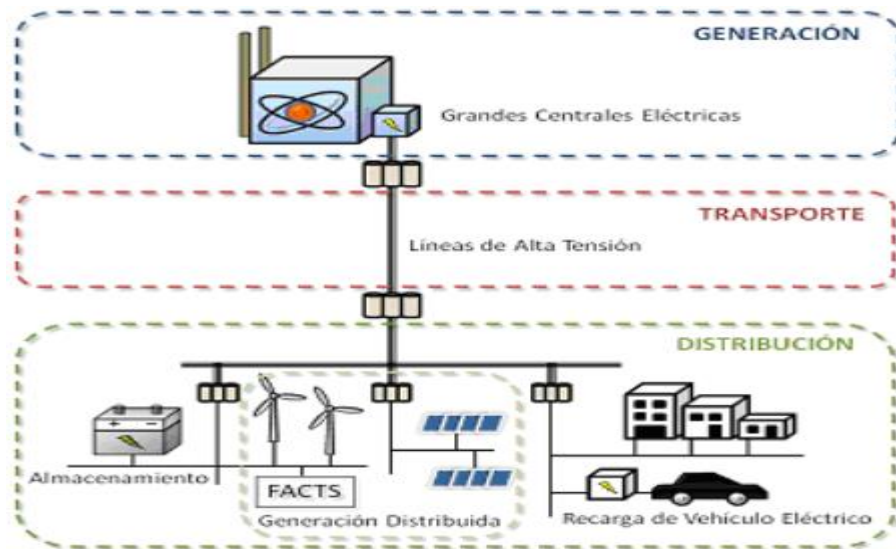 GENERACIÓN
Grandes Centrales Eléctricas
TRANSPORTE
Líneas de Alta Tensión
DISTRIBUCIÓN
Almacenamiento
FACTS
Generación Distribuida
Recarga de Vehículo Eléctrico